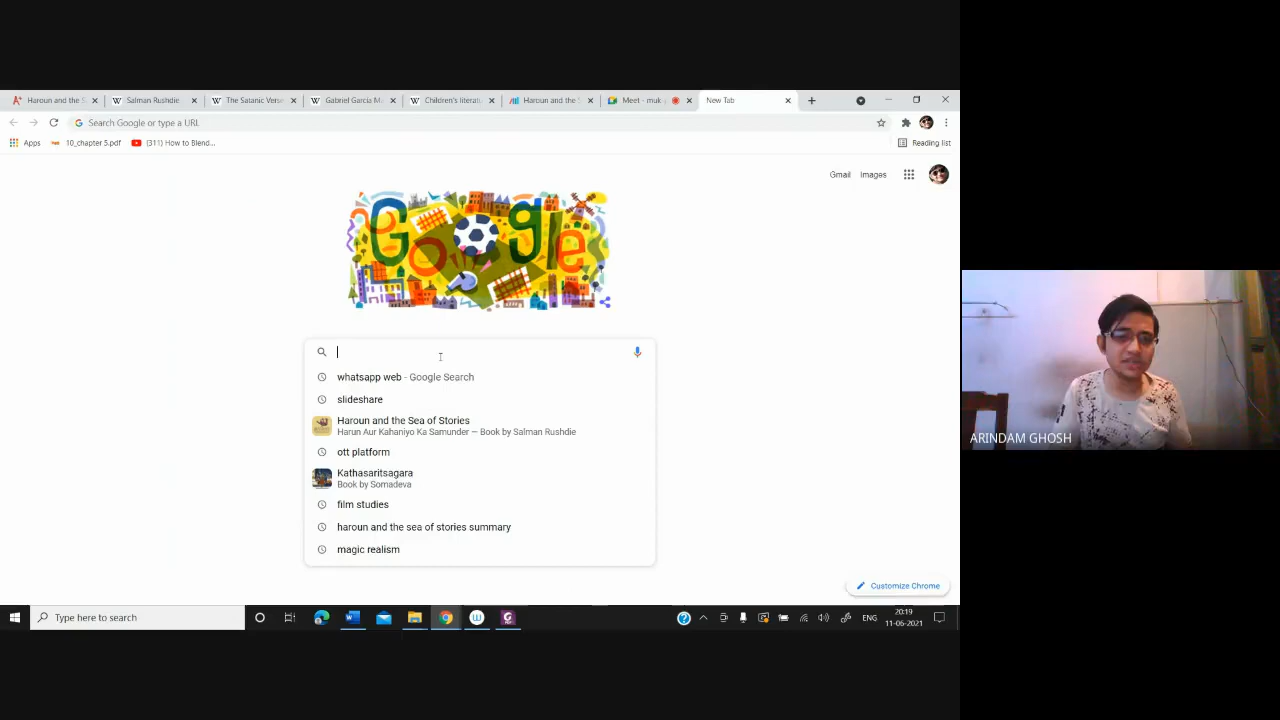 Haroun and the S
Salman Rushdie
The Satanic Verse
Gabriel García M
Children's literatu
Haroun and the S
Meet - muk
New Tab
Search Google or type a URL
Apps
10_chapter 5.pdf
(311) How to Blend...
Reading list
Gmail
Images
Google
whatsapp web - Google Search
slideshare
Haroun and the Sea of Stories
Harun Aur Kahaniyo Ka Samunder — Book by Salman Rushdie
ott platform
Kathasaritsagara
Book by Somadeva
film studies
haroun and the sea of stories summary
magic realism
Customize Chrome
ARINDAM GHOSH
Type here to search
ENG
20:19
11-06-2021